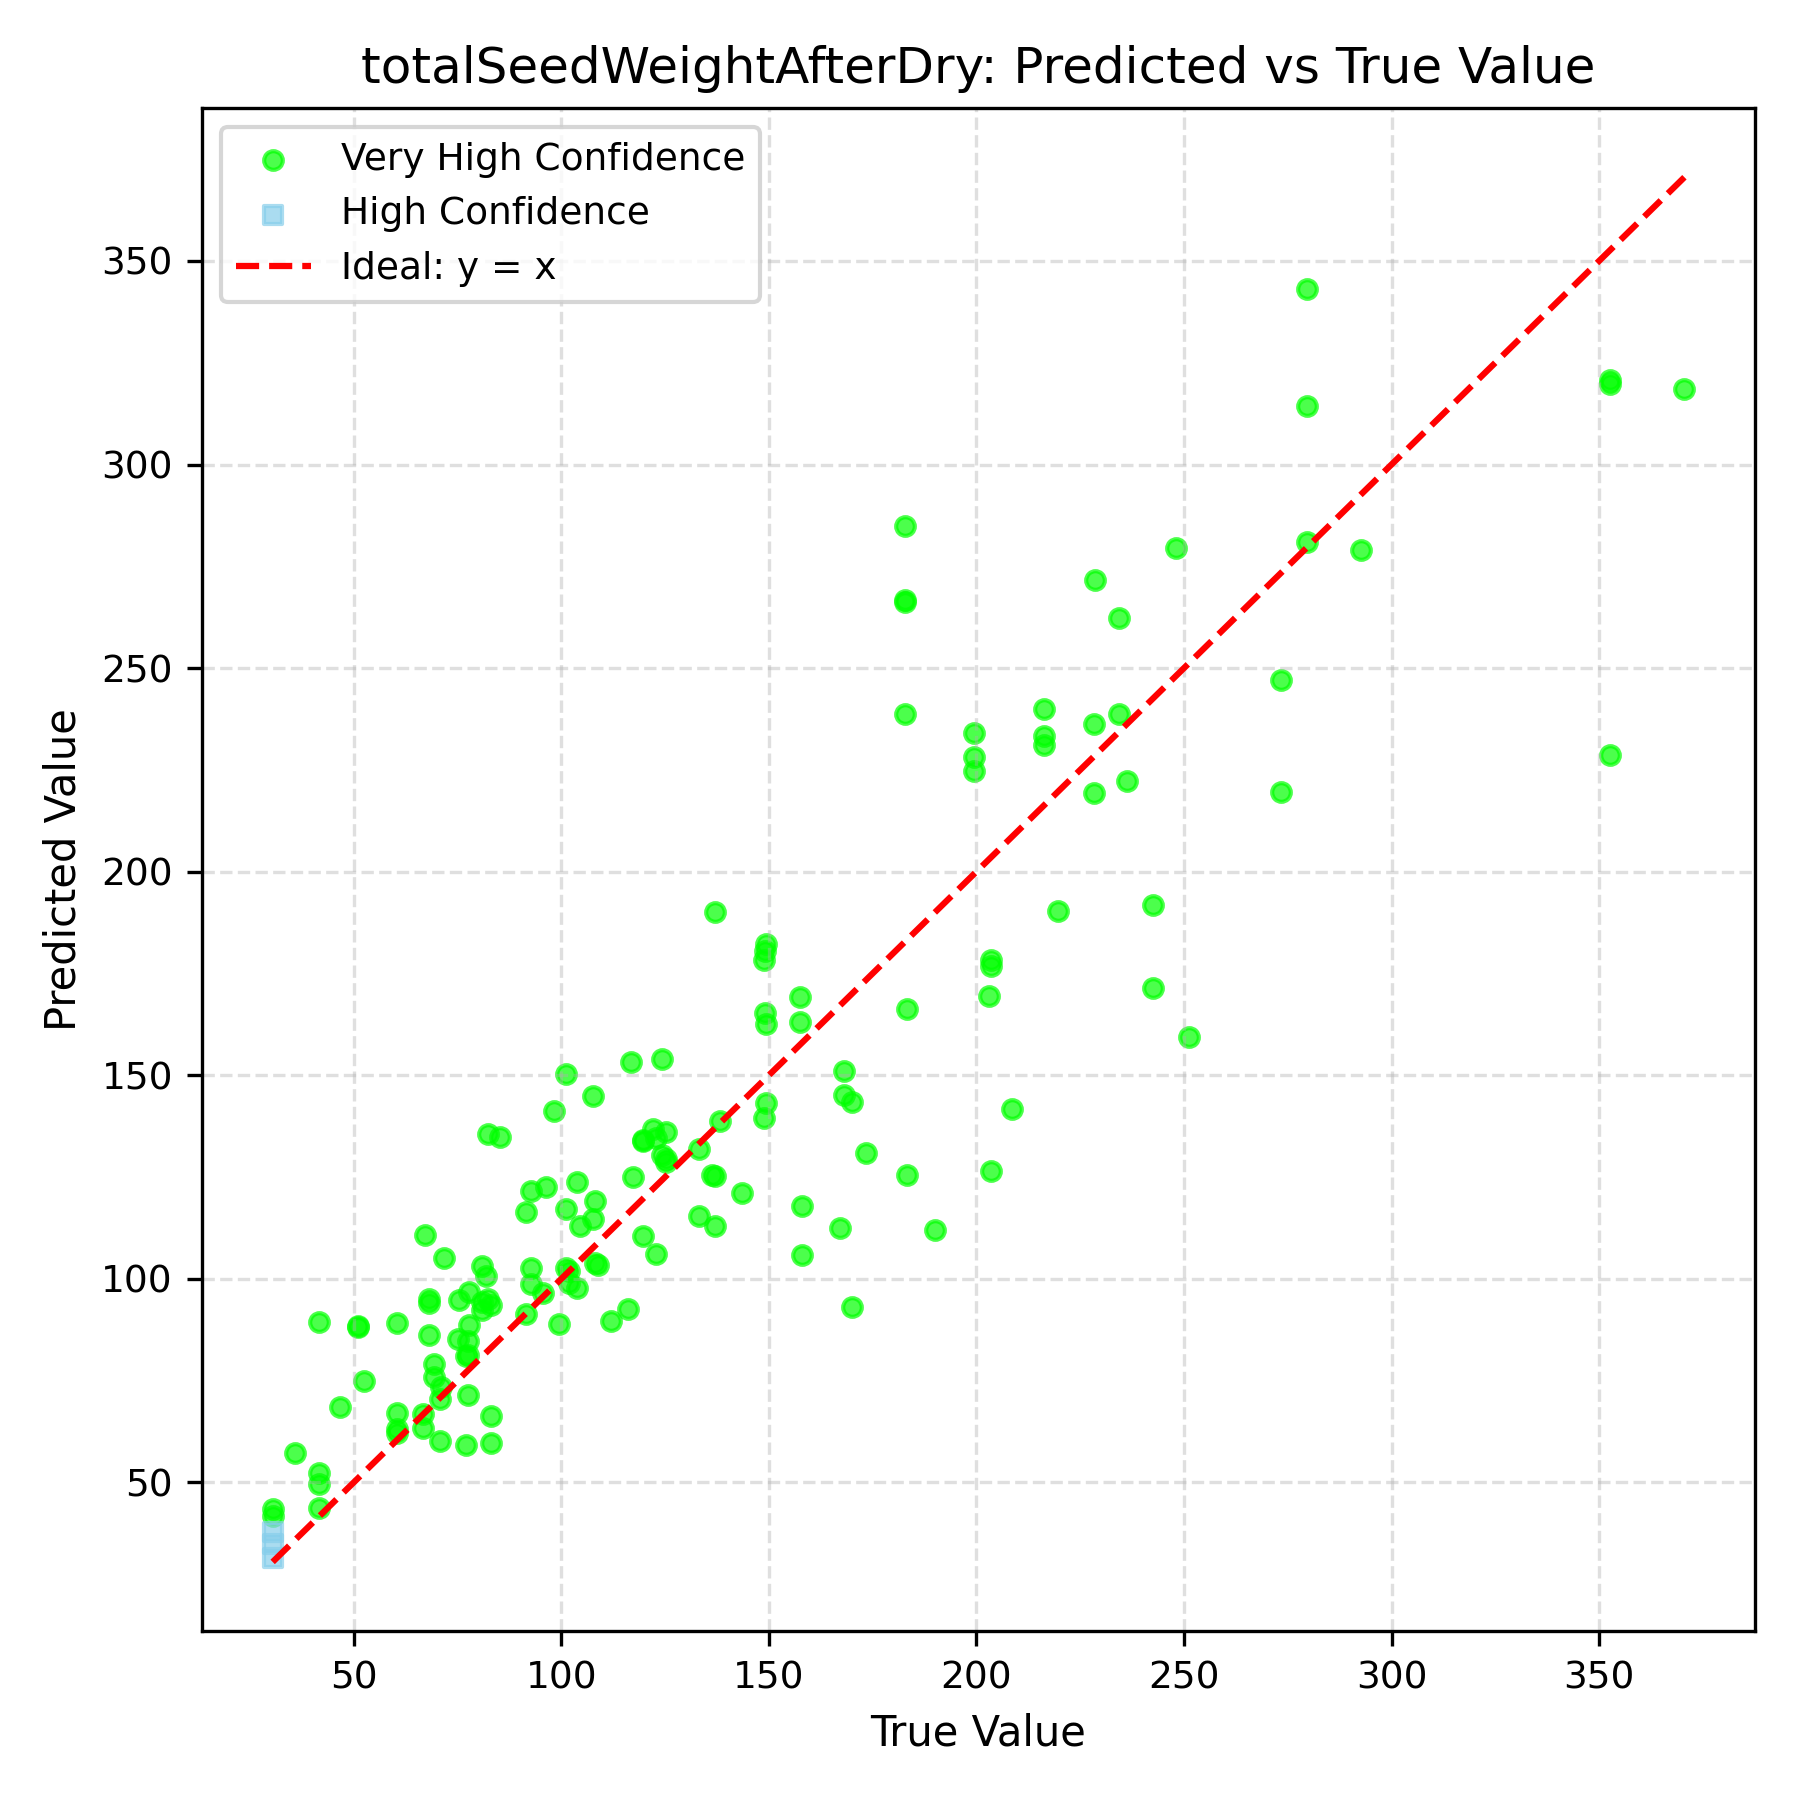 totalSeedWeightAfterDry: Predicted vs True Value
Very High Confidence
High Confidence
Ideal: y = x
350
300
250
200
150
100
50
Predicted Value
50
100
150
200
250
300
350
True Value